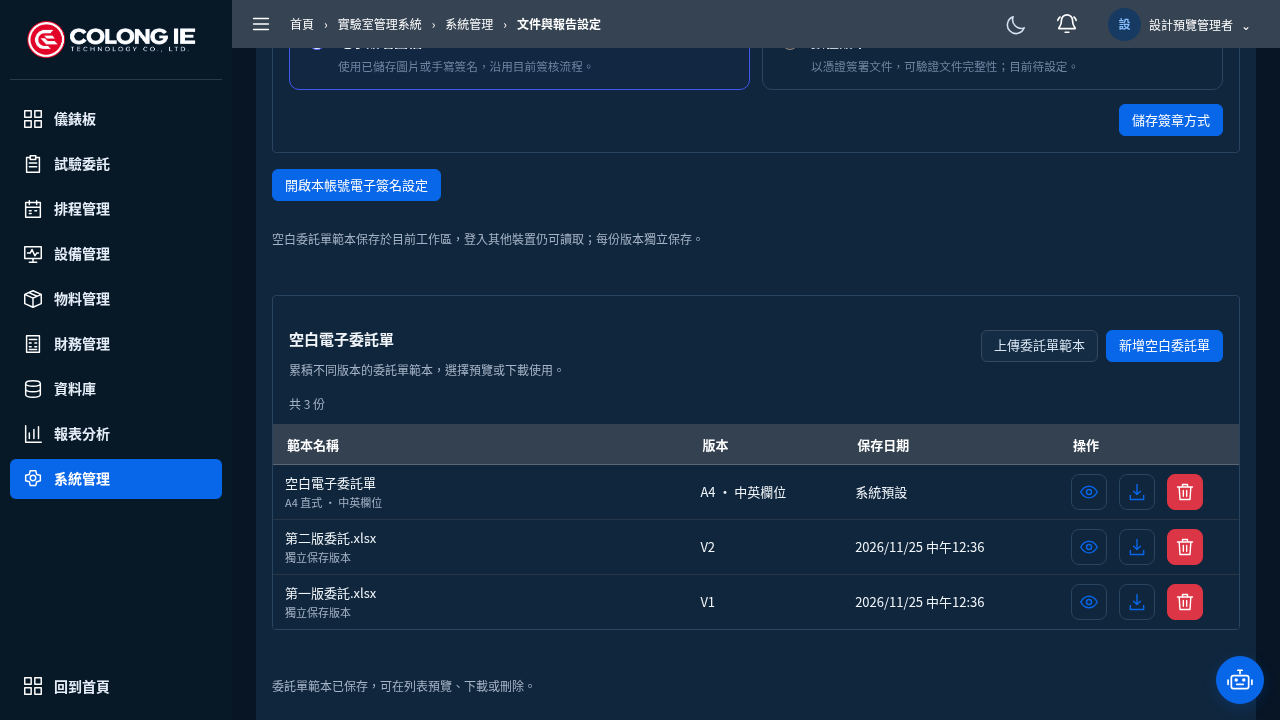 COLONG IE
TECHNOLOGY CO., LTD.
首頁 › 實驗室管理系統 › 系統管理 › 文件與報告設定
設 設計預覽管理者
儀錶板
試驗委託
排程管理
設備管理
物料管理
財務管理
資料庫
報表分析
系統管理
回到首頁
使用已儲存圖片或手寫簽名，沿用目前簽核流程。
以憑證簽署文件，可驗證文件完整性；目前待設定。
儲存簽章方式
開啟本帳號電子簽名設定
空白委託單範本保存於目前工作區，登入其他裝置仍可讀取；每份版本獨立保存。
空白電子委託單
上傳委託單範本 新增空白委託單
累積不同版本的委託單範本，選擇預覽或下載使用。
共 3 份
範本名稱 版本 保存日期 操作
空白電子委託單
A4 直式 · 中英欄位
A4 · 中英欄位 系統預設
第二版委託.xlsx
獨立保存版本
V2 2026/11/25 中午12:36
第一版委託.xlsx
獨立保存版本
V1 2026/11/25 中午12:36
委託單範本已保存，可在列表預覽、下載或刪除。